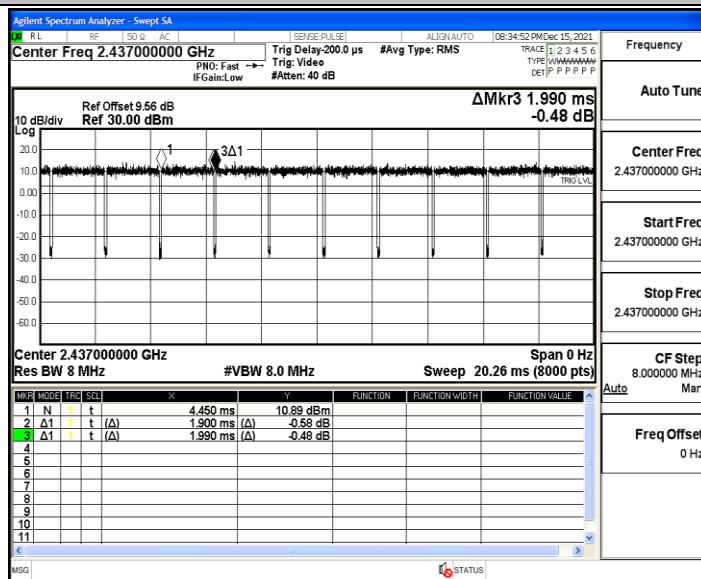 Agilent Spectrum Analyzer - Swept SA
RL RF 50 Ω AC SENSE:PULSE ALIGN AUTO 08:34:52 PM Dec 15, 2021
Center Freq 2.437000000 GHz
PNO: Fast
IFGain:Low
Trig Delay-200.0 µs
Trig: Video
#Atten: 40 dB
#Avg Type: RMS
TRACE 1 2 3 4 5 6
TYPE WWWWWW
DET P P P P P P
ΔMkr3 1.990 ms
-0.48 dB
Ref Offset 9.56 dB
10 dB/div Ref 30.00 dBm
Log
20.0
10.0
0.00
-10.0
-20.0
-30.0
-40.0
-50.0
-60.0
1
3Δ1
TRIG LVL
Center 2.437000000 GHz Span 0 Hz
Res BW 8 MHz #VBW 8.0 MHz Sweep 20.26 ms (8000 pts)
MKR MODE TRC SCL X Y FUNCTION FUNCTION WIDTH FUNCTION VALUE
1 N 1 t 4.450 ms 10.89 dBm
2 Δ1 1 t (Δ) 1.900 ms (Δ) -0.58 dB
3 Δ1 1 t (Δ) 1.990 ms (Δ) -0.48 dB
4
5
6
7
8
9
10
11
MSG STATUS
Frequency
Auto Tune
Center Freq
2.437000000 GHz
Start Freq
2.437000000 GHz
Stop Freq
2.437000000 GHz
CF Step
8.000000 MHz
Auto Man
Freq Offset
0 Hz